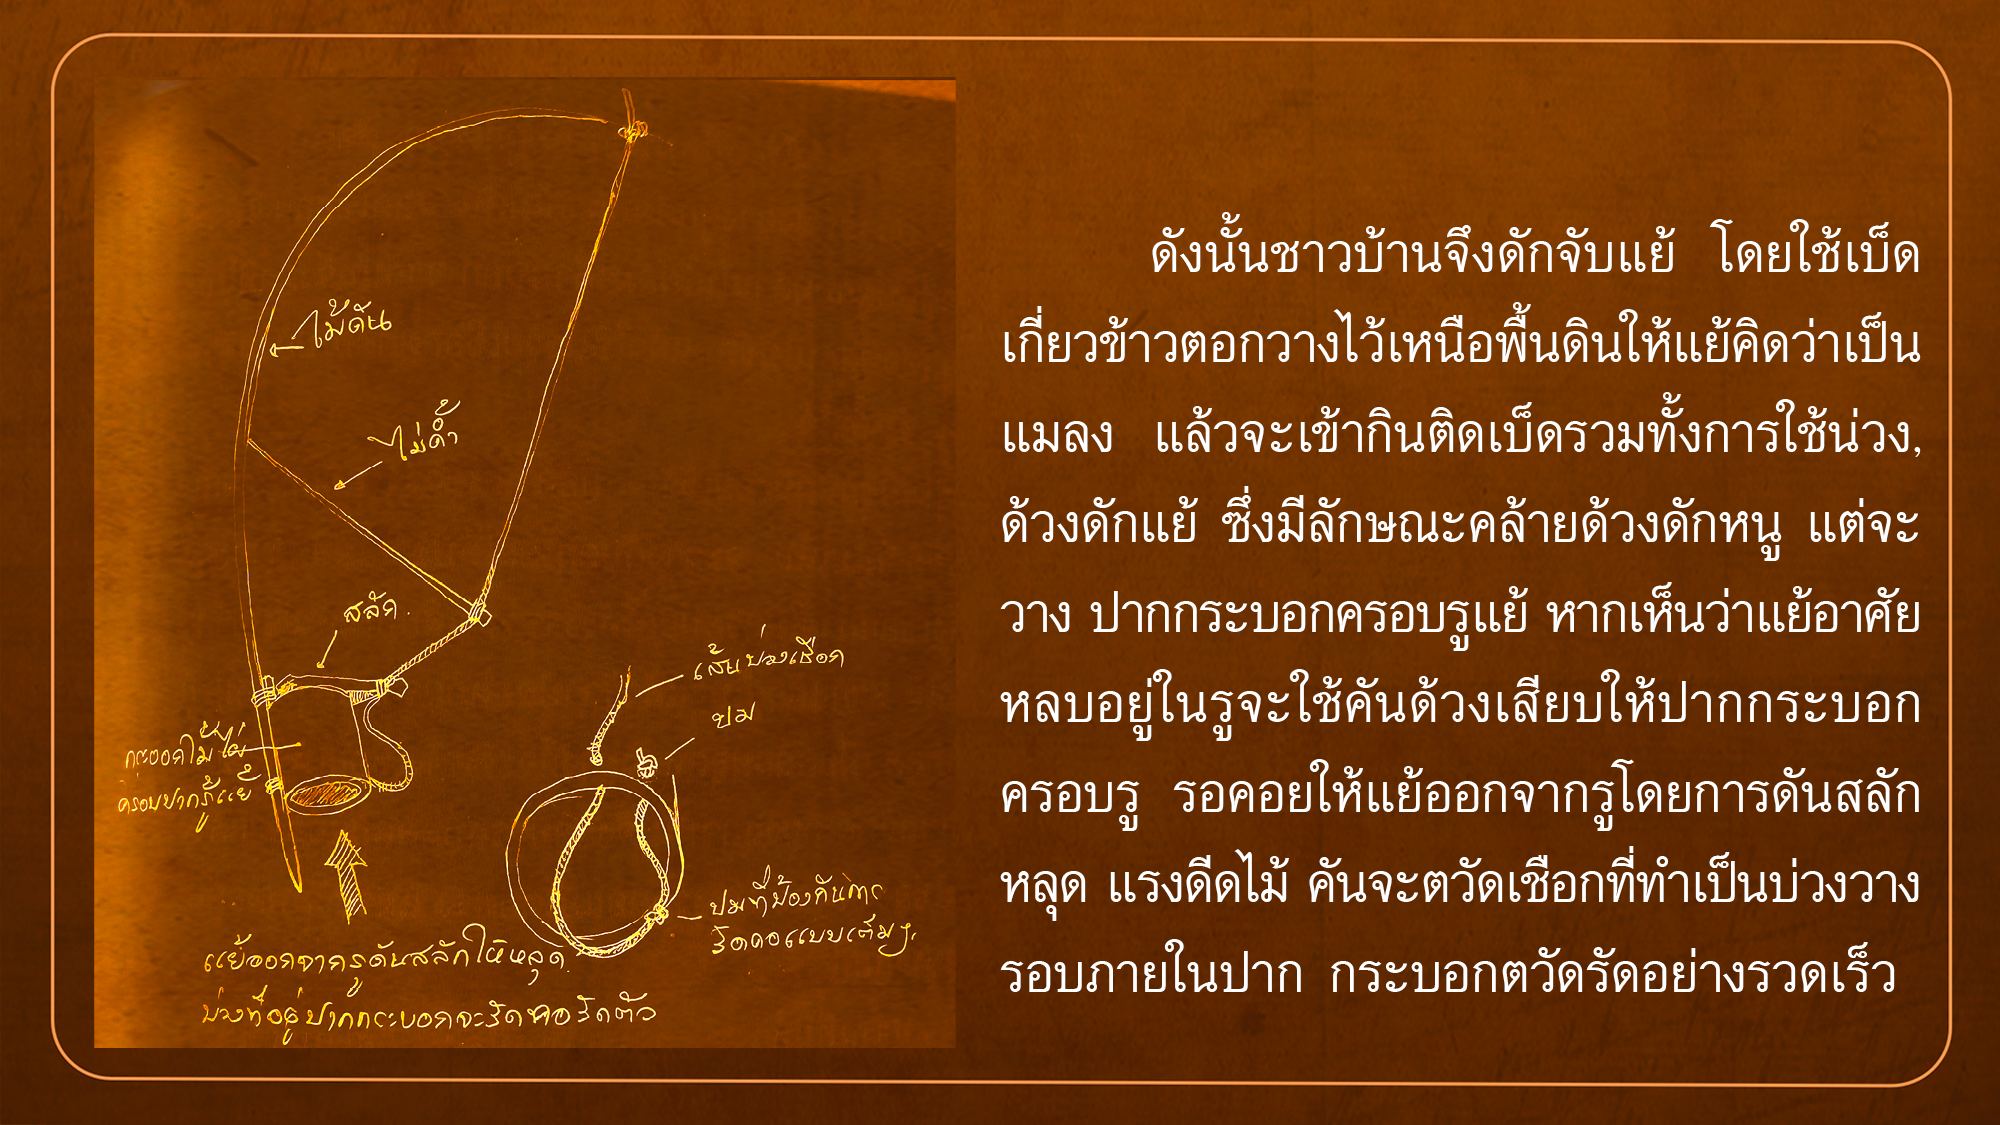 ไม้คัน
ไม่ค้ำ
สลัก.
เส้นบ่วงเชือก
ปม
กระบอกไม้ไผ่
ครอบปากรูแย้
ปมที่ป้องกันการ
รัดคอแบบเต็มๆ
แย้ออกจากรูดันสลักให้หลุด
บ่วงที่อยู่ปากกระบอกจะรัดคอรัดตัว
ดังนั้นชาวบ้านจึงดักจับแย้ โดยใช้เบ็ด
เกี่ยวข้าวตอกวางไว้เหนือพื้นดินให้แย้คิดว่าเป็น
แมลง แล้วจะเข้ากินติดเบ็ดรวมทั้งการใช้น่วง,
ด้วงดักแย้ ซึ่งมีลักษณะคล้ายด้วงดักหนู แต่จะ
วาง ปากกระบอกครอบรูแย้ หากเห็นว่าแย้อาศัย
หลบอยู่ในรูจะใช้คันด้วงเสียบให้ปากกระบอก
ครอบรู รอคอยให้แย้ออกจากรูโดยการดันสลัก
หลุด แรงดีดไม้ คันจะตวัดเชือกที่ทำเป็นบ่วงวาง
รอบภายในปาก กระบอกตวัดรัดอย่างรวดเร็ว